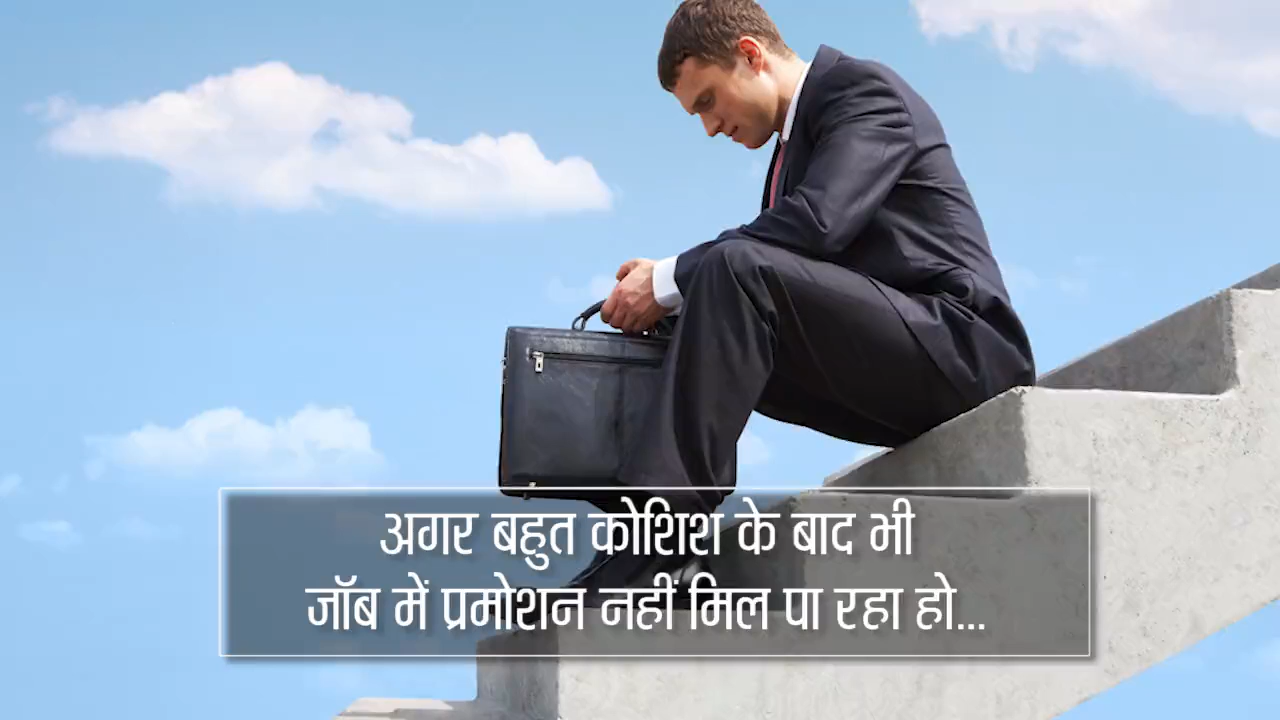 अगर बहुत कोशिश के बाद भी
जॉब में प्रमोशन नहीं मिल पा रहा हो...